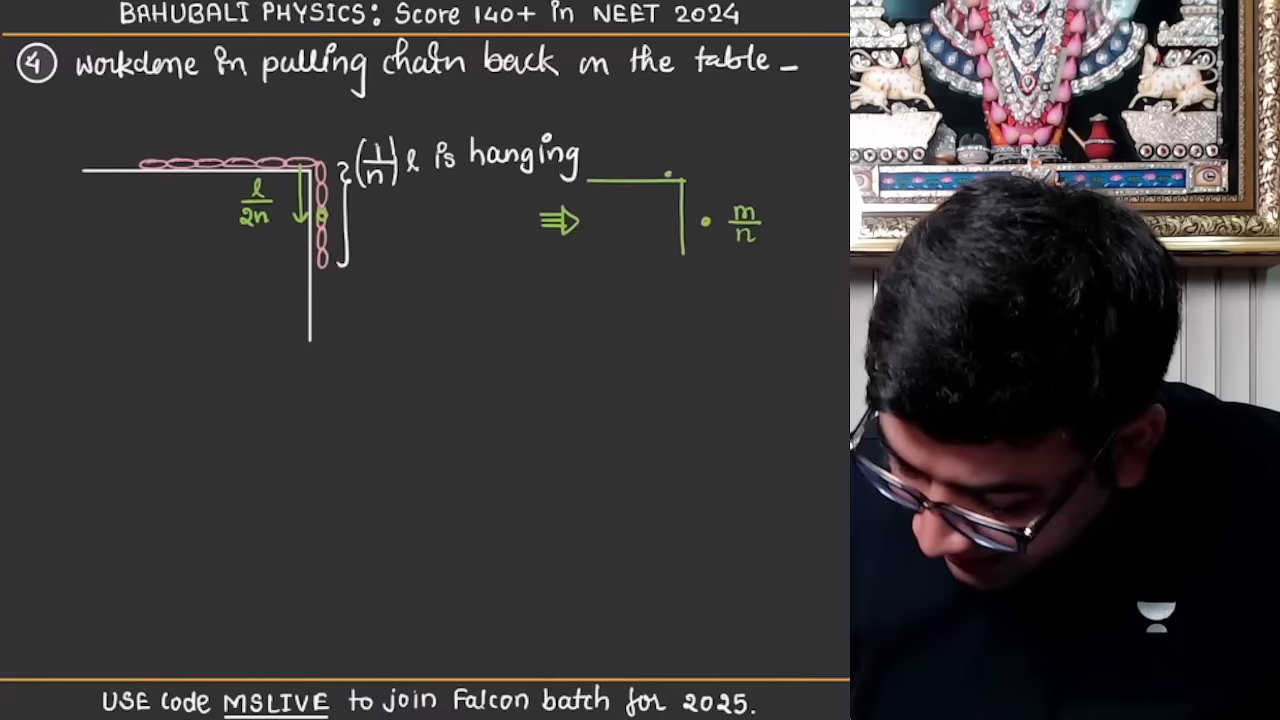 BAHUBALI PHYSICS: Score 140+ in NEET 2024
④ workdone in pulling chain back on the table -
(1/n) l is hanging
l/2n
m/n
USE Code MSLIVE to join Falcon batch for 2025.